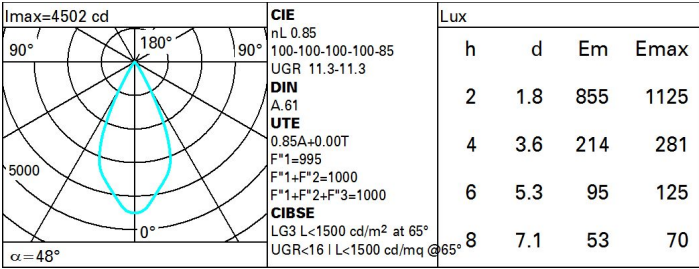 Imax=4502 cd
90°
180°
90°
5000
0°
α=48°
CIE
nL 0.85
100-100-100-100-85
UGR 11.3-11.3
DIN
A.61
UTE
0.85A+0.00T
F"1=995
F"1+F"2=1000
F"1+F"2+F"3=1000
CIBSE
LG3 L<1500 cd/m² at 65°
UGR<16 | L<1500 cd/mq @65°
Lux
h d Em Emax
2 1.8 855 1125
4 3.6 214 281
6 5.3 95 125
8 7.1 53 70